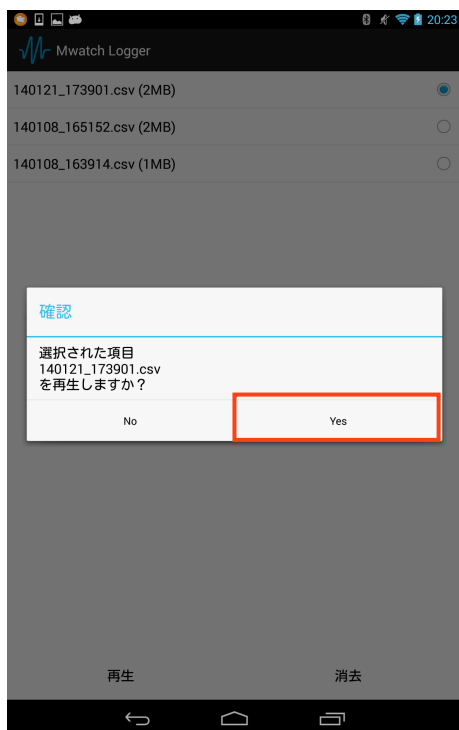 20:23
Mwatch Logger
140121_173901.csv (2MB)
140108_165152.csv (2MB)
140108_163914.csv (1MB)
確認
選択された項目
140121_173901.csv
を再生しますか？
No
Yes
再生
消去